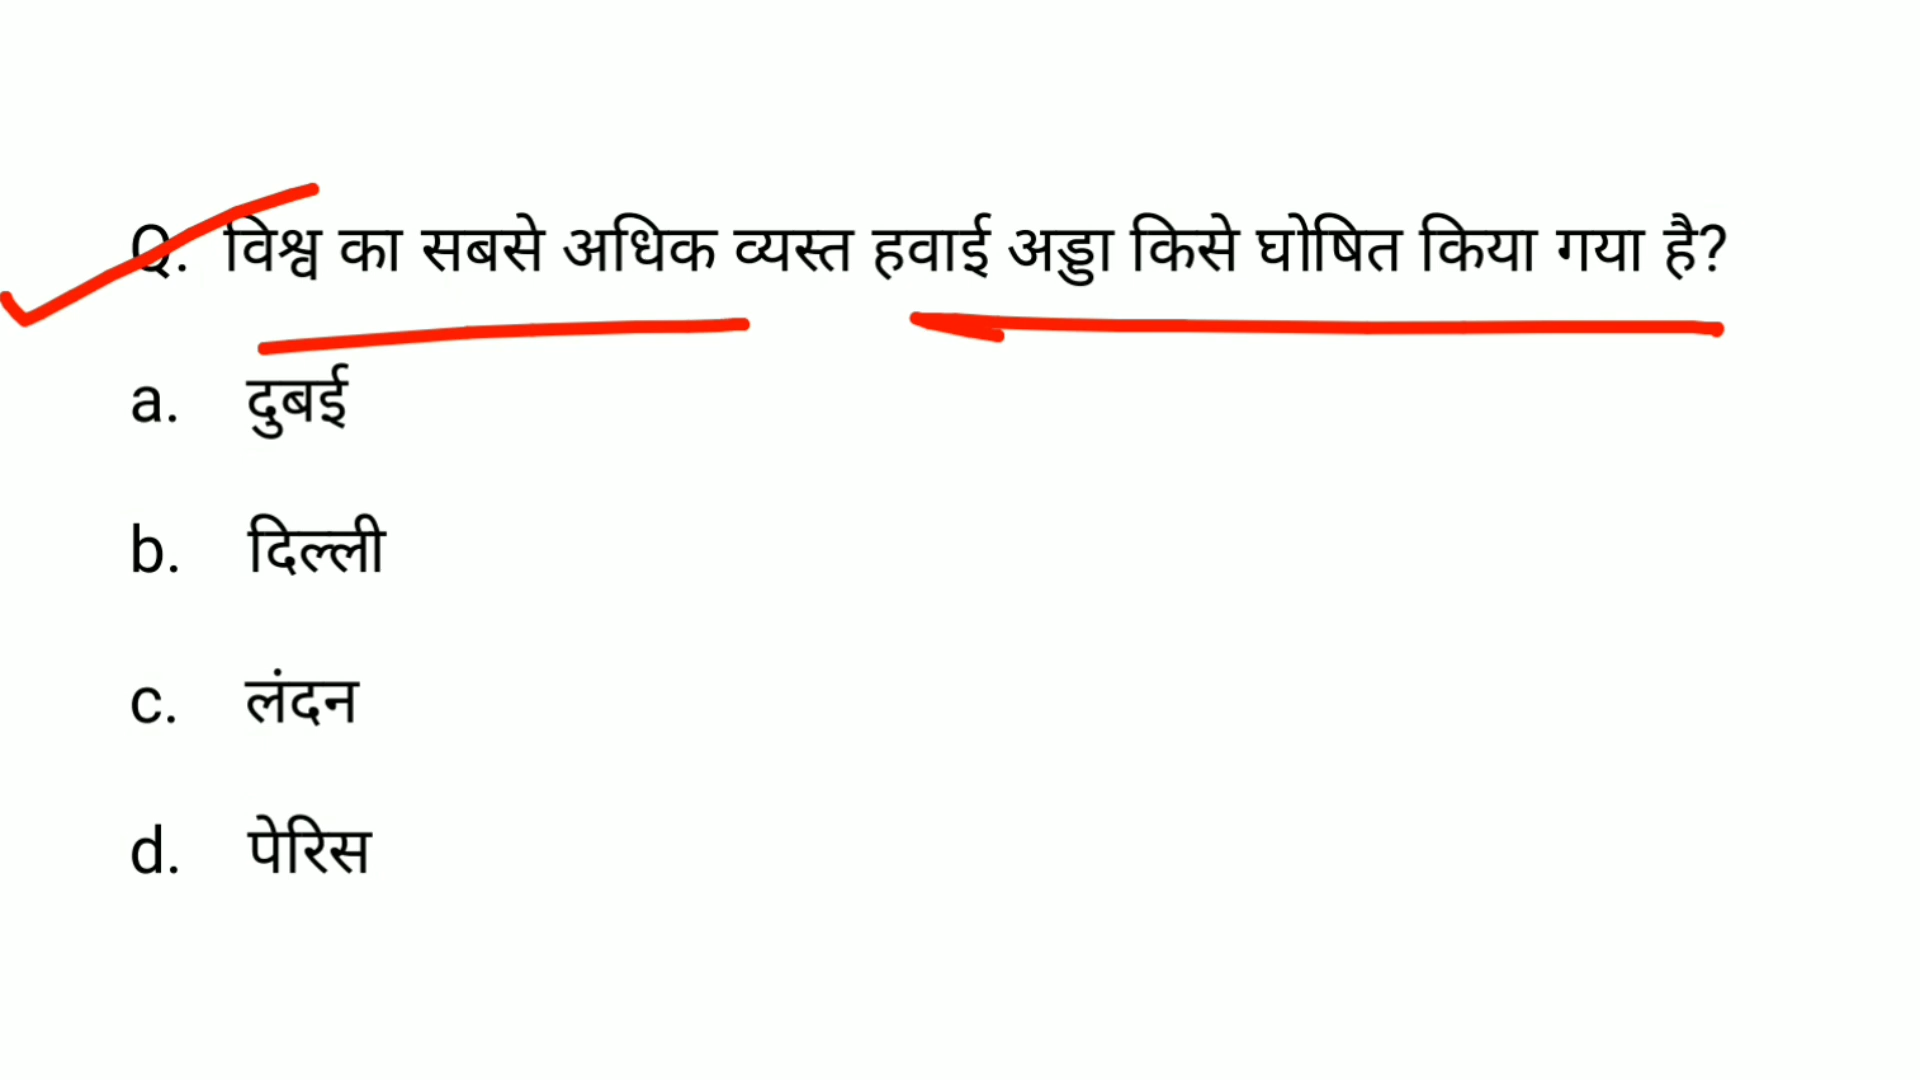 Q. विश्व का सबसे अधिक व्यस्त हवाई अड्डा किसे घोषित किया गया है?
a. दुबई
b. दिल्ली
c. लंदन
d. पेरिस